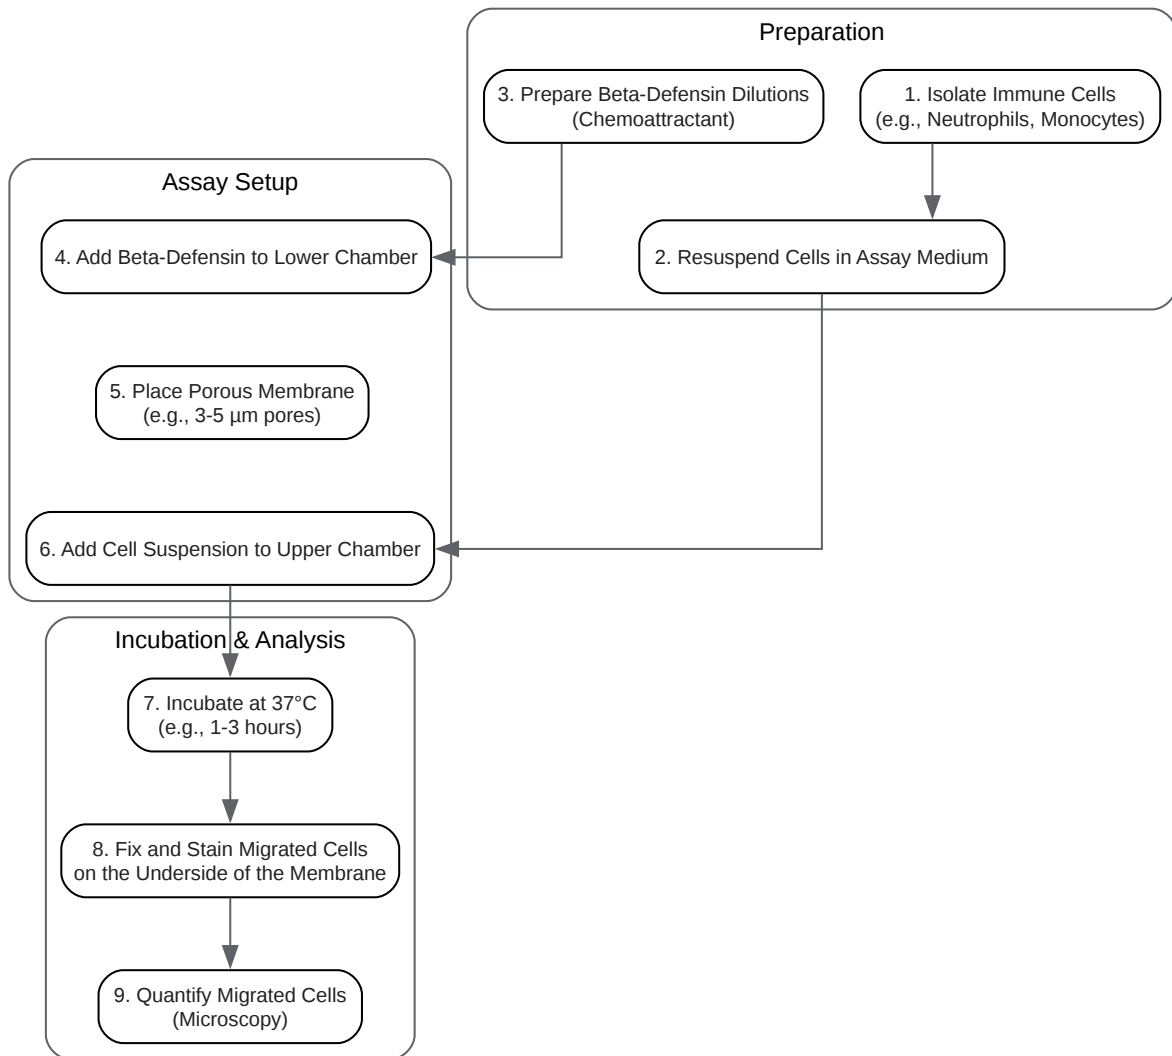 Preparation
3. Prepare Beta-Defensin Dilutions
(Chemoattractant)
1. Isolate Immune Cells
(e.g., Neutrophils, Monocytes)
Assay Setup
4. Add Beta-Defensin to Lower Chamber
2. Resuspend Cells in Assay Medium
5. Place Porous Membrane
(e.g., 3-5 µm pores)
6. Add Cell Suspension to Upper Chamber
Incubation & Analysis
7. Incubate at 37°C
(e.g., 1-3 hours)
8. Fix and Stain Migrated Cells
on the Underside of the Membrane
9. Quantify Migrated Cells
(Microscopy)